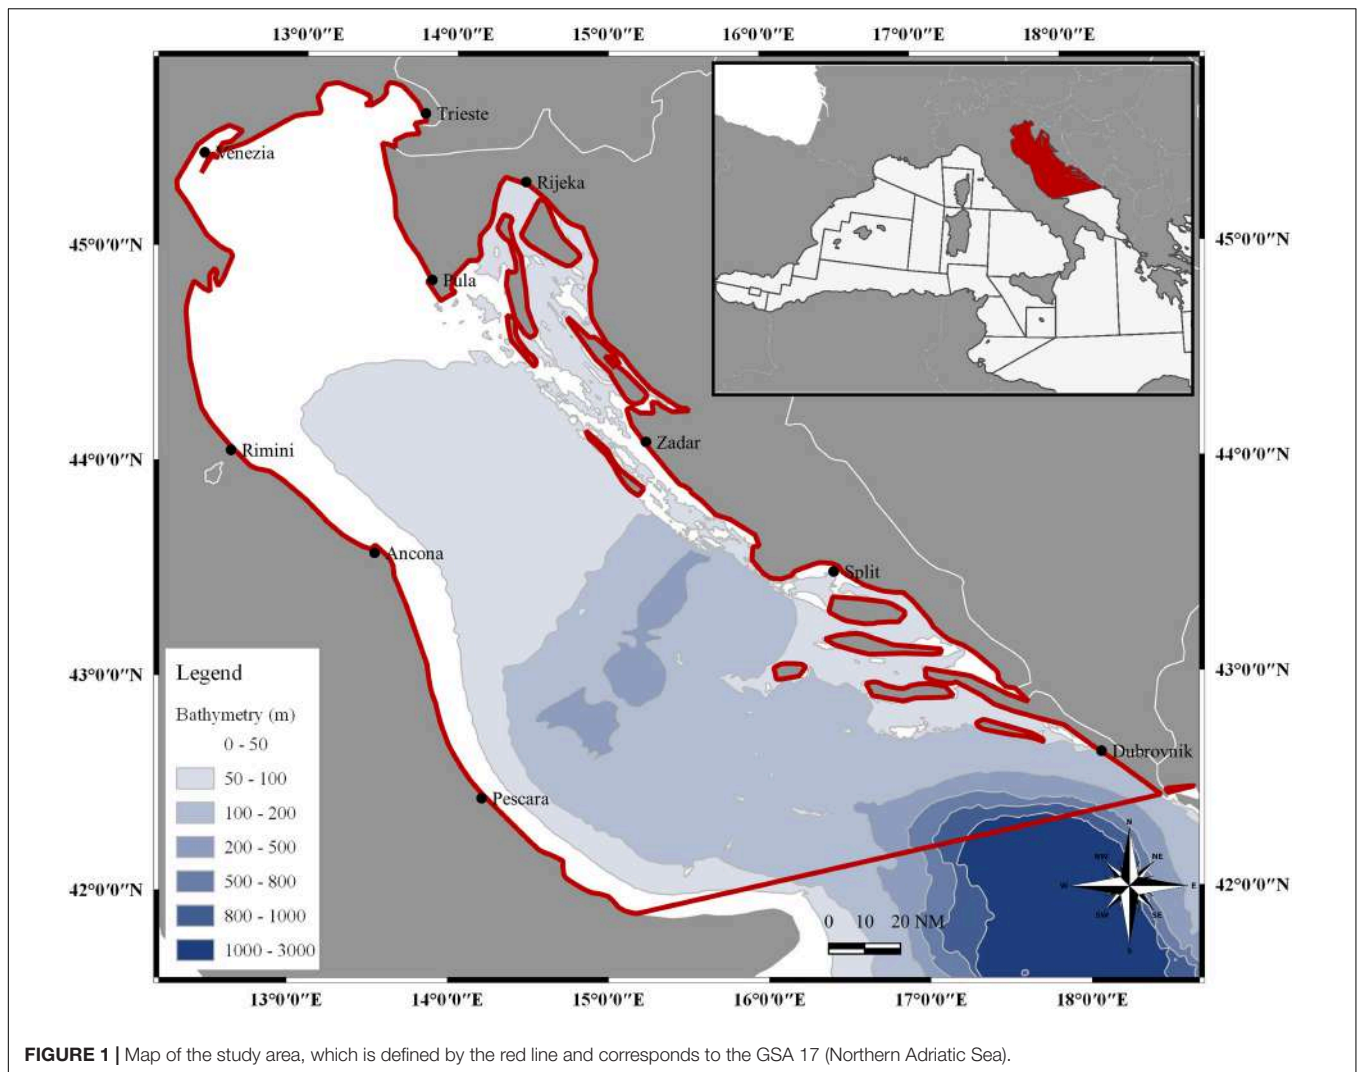 13°0'0"E 14°0'0"E 15°0'0"E 16°0'0"E 17°0'0"E 18°0'0"E
Trieste
Venezia
Rijeka
45°0'0"N 45°0'0"N
Pula
Zadar
Rimini
44°0'0"N 44°0'0"N
Ancona
Split
43°0'0"N 43°0'0"N
Legend
Bathymetry (m)
0 - 50
50 - 100
100 - 200
200 - 500
500 - 800
800 - 1000
1000 - 3000
Dubrovnik
Pescara
N
NW NE
W E
SW SE
S
42°0'0"N 42°0'0"N
0 10 20 NM
13°0'0"E 14°0'0"E 15°0'0"E 16°0'0"E 17°0'0"E 18°0'0"E
FIGURE 1 | Map of the study area, which is defined by the red line and corresponds to the GSA 17 (Northern Adriatic Sea).